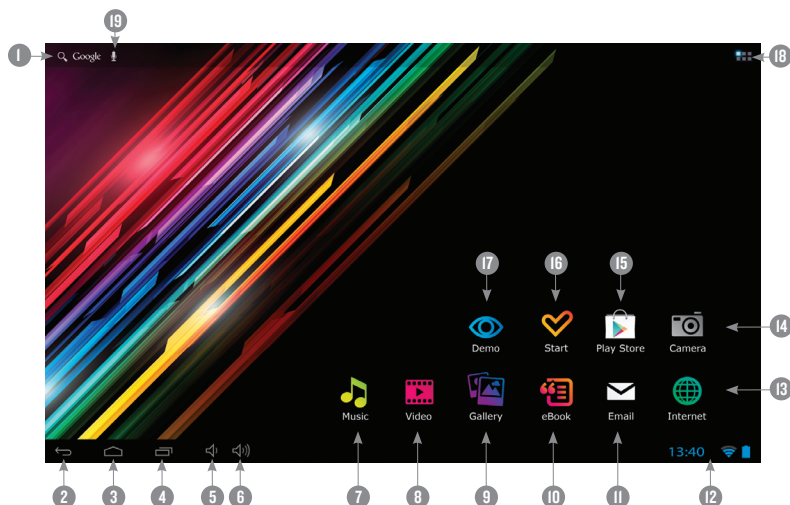 19
1 Google 18
17 16 15
Demo Start Play Store Camera 14
Music Video Gallery eBook Email Internet 13
13:40
2 3 4 5 6 7 8 9 10 11 12